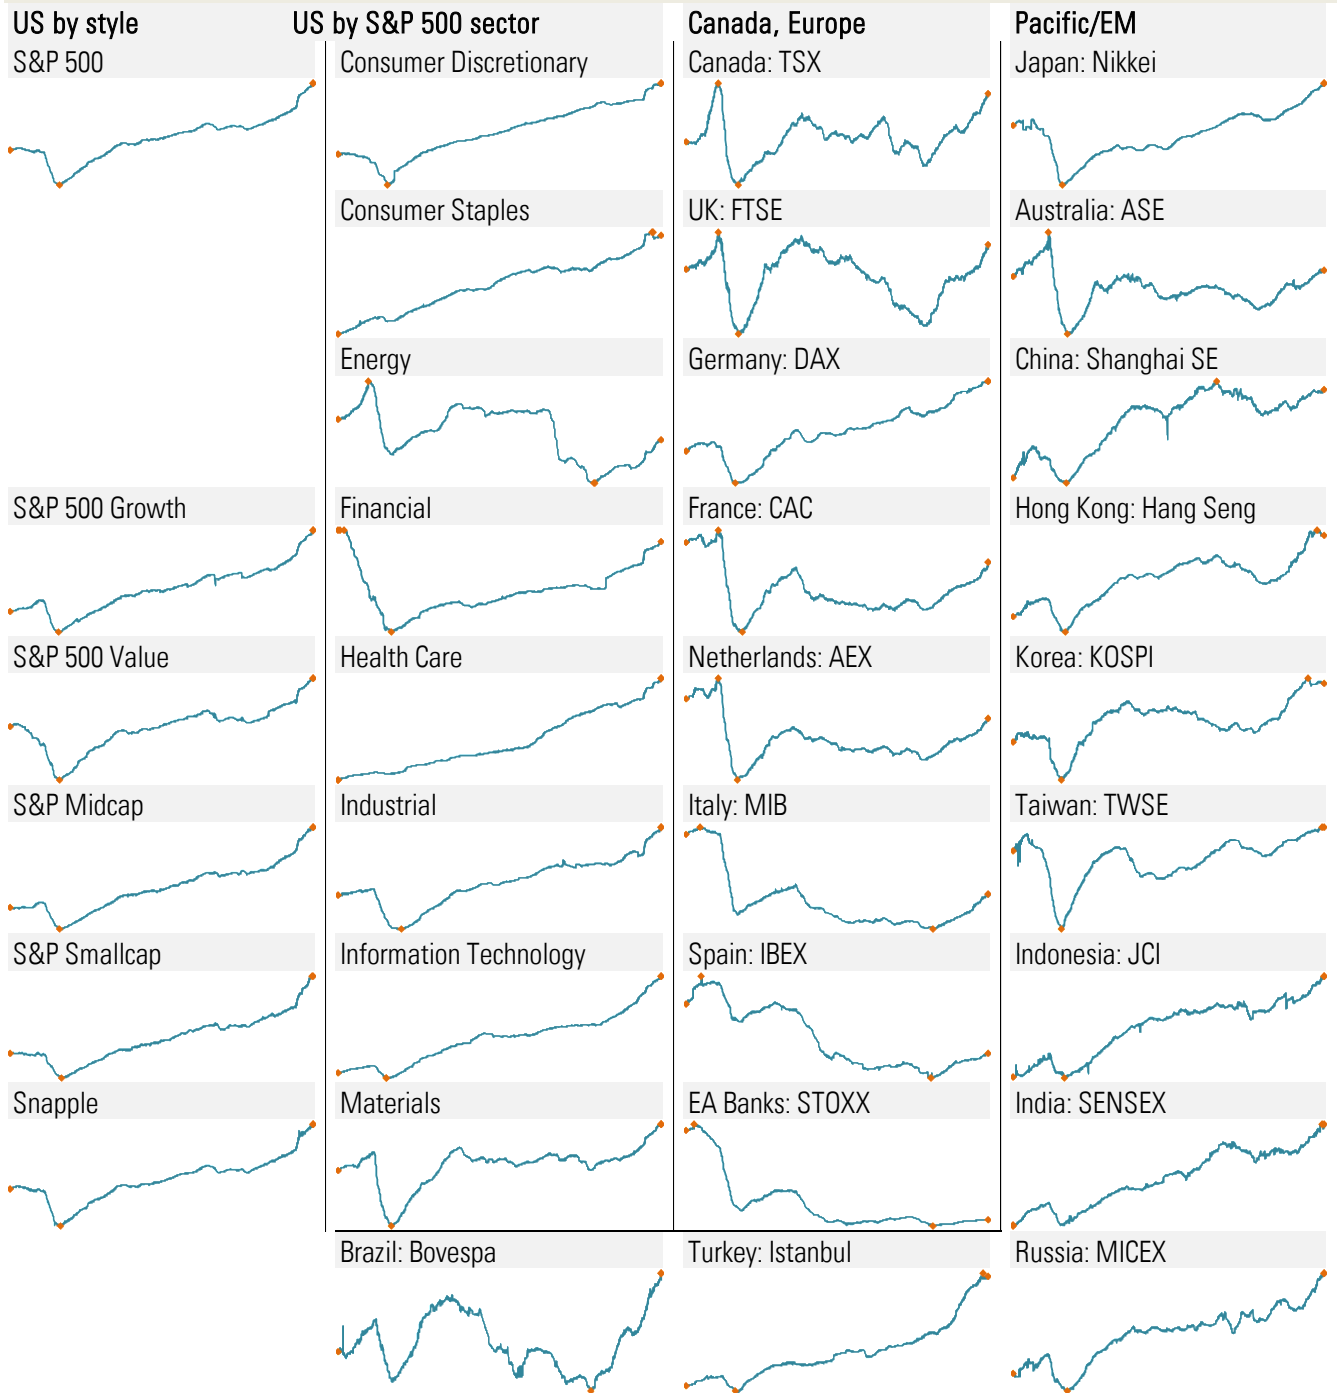 US by style
US by S&P 500 sector
Canada, Europe
Pacific/EM
S&P 500
Consumer Discretionary
Canada: TSX
Japan: Nikkei
Consumer Staples
UK: FTSE
Australia: ASE
Energy
Germany: DAX
China: Shanghai SE
S&P 500 Growth
Financial
France: CAC
Hong Kong: Hang Seng
S&P 500 Value
Health Care
Netherlands: AEX
Korea: KOSPI
S&P Midcap
Industrial
Italy: MIB
Taiwan: TWSE
S&P Smallcap
Information Technology
Spain: IBEX
Indonesia: JCI
Snapple
Materials
EA Banks: STOXX
India: SENSEX
Brazil: Bovespa
Turkey: Istanbul
Russia: MICEX